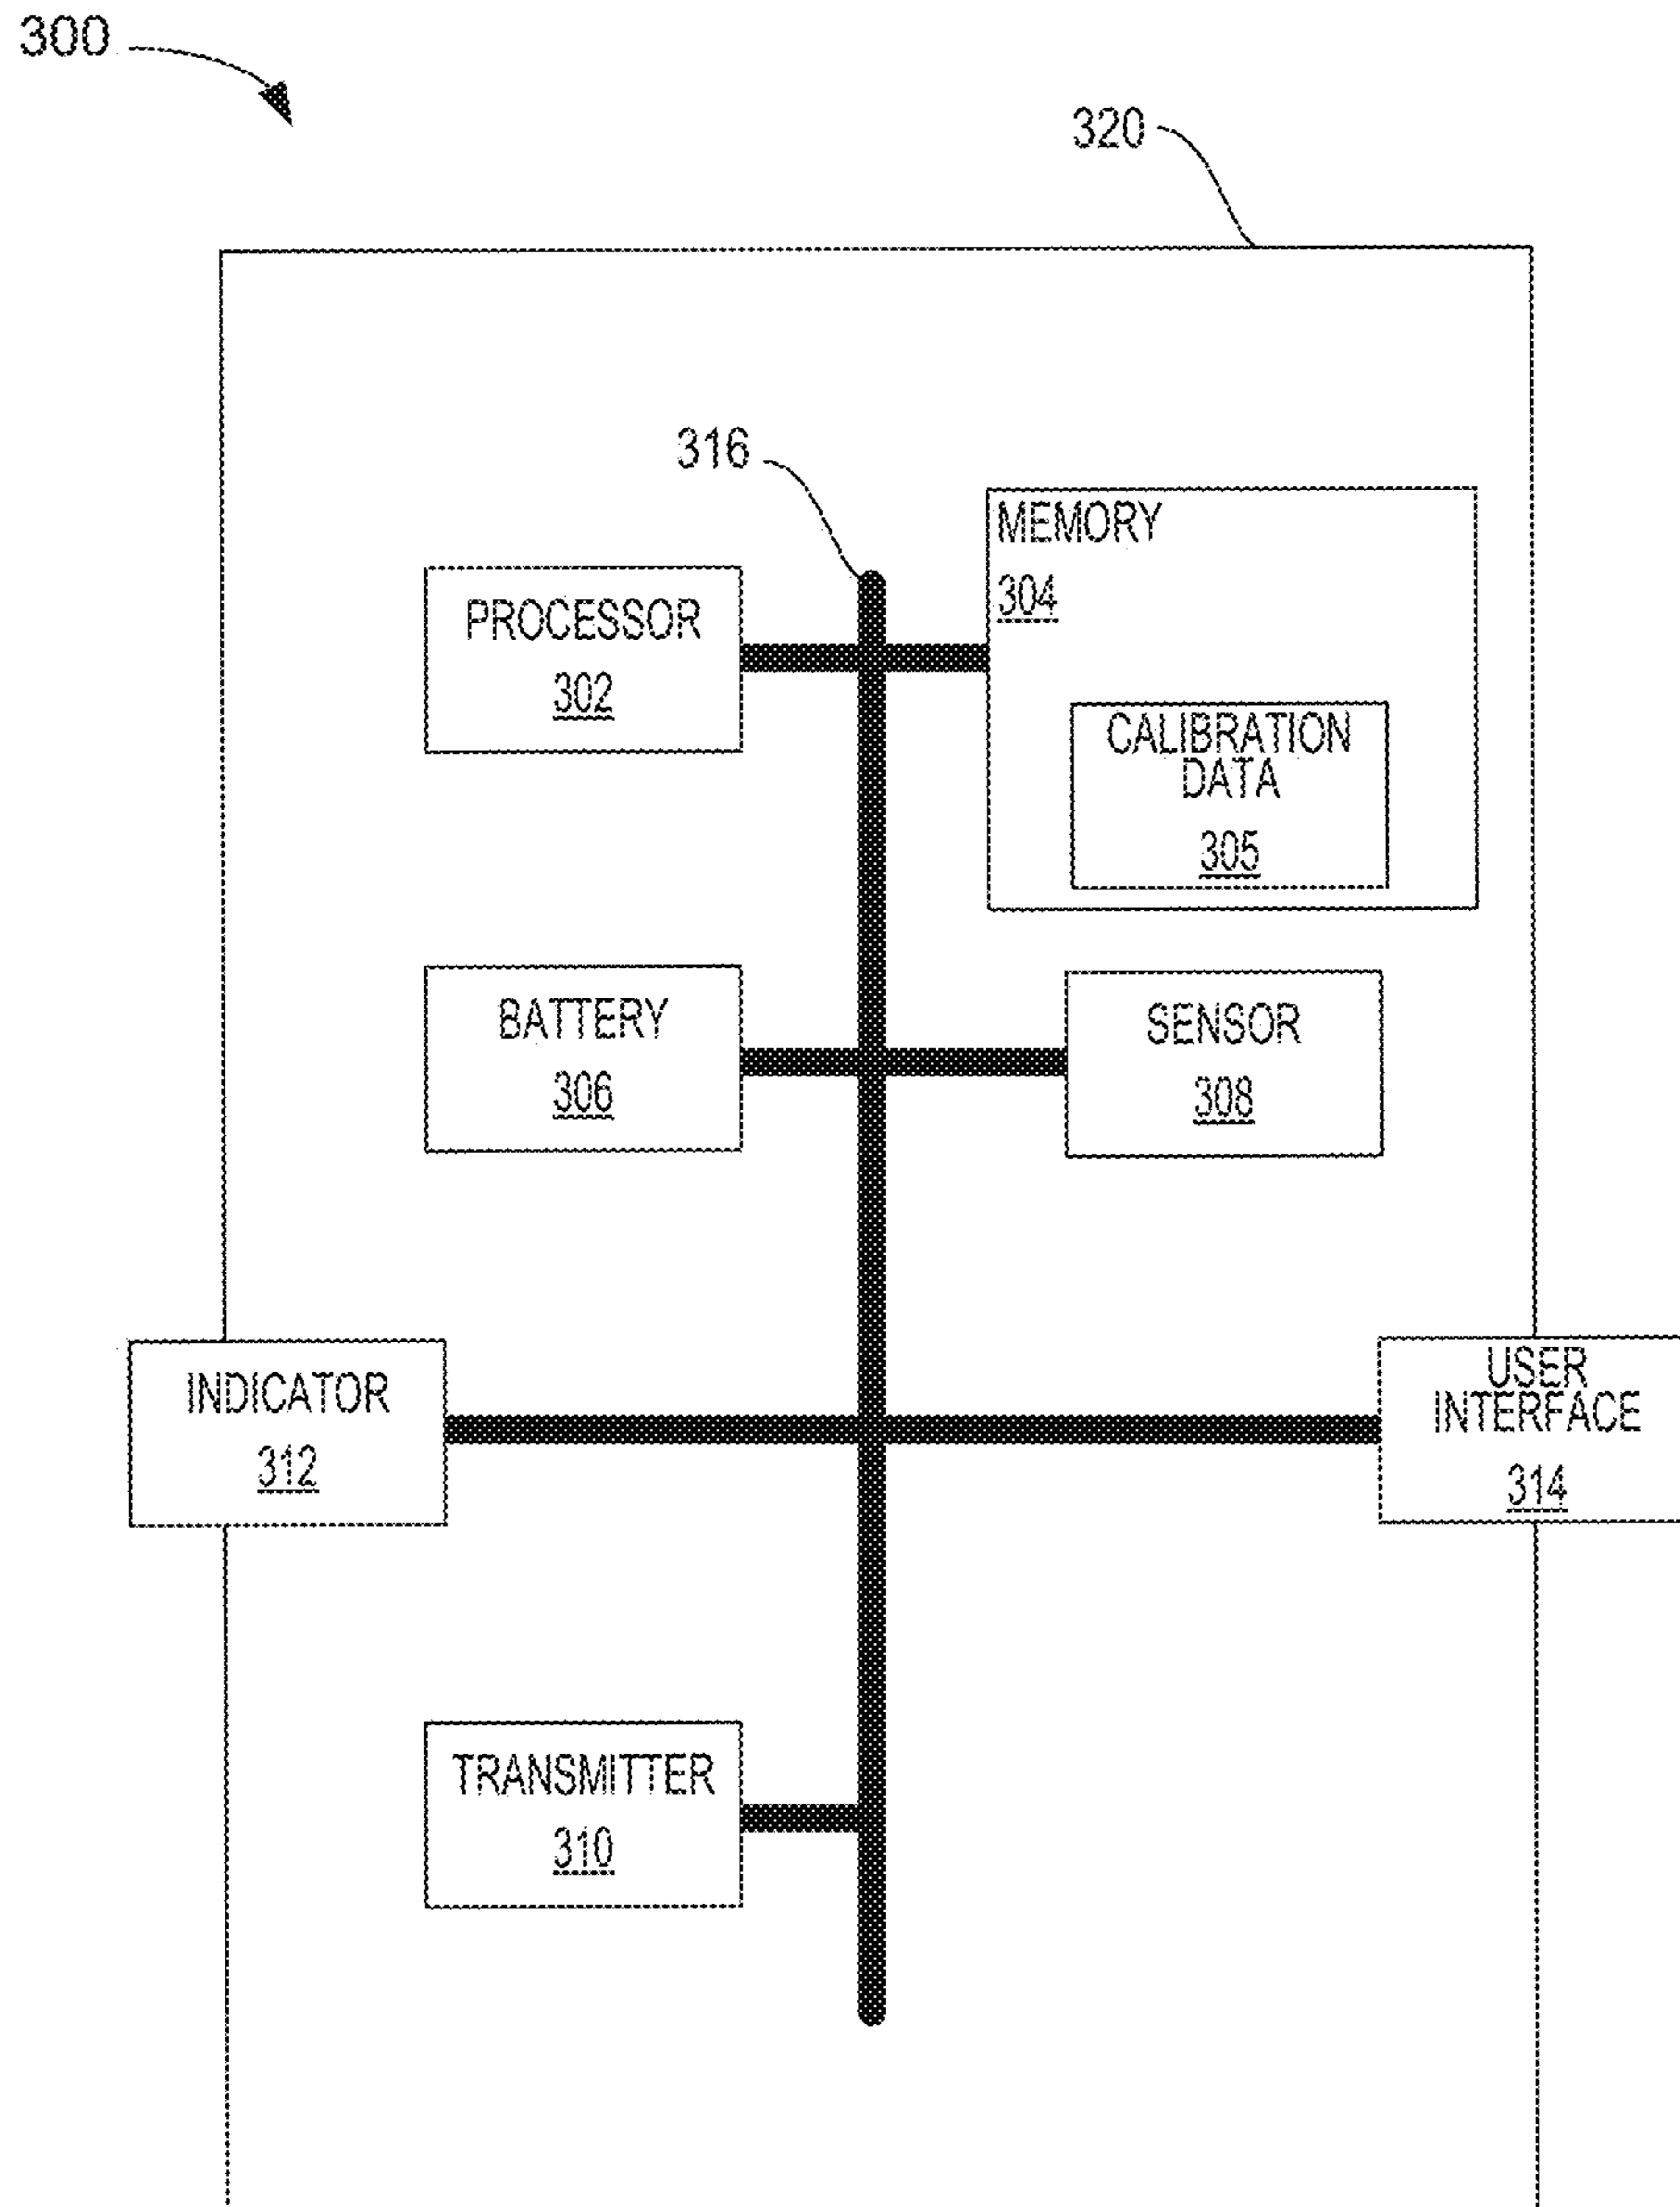 300
320
316
MEMORY
304
PROCESSOR
302
CALIBRATION
DATA
305
BATTERY
306
SENSOR
308
INDICATOR
312
USER
INTERFACE
314
TRANSMITTER
310